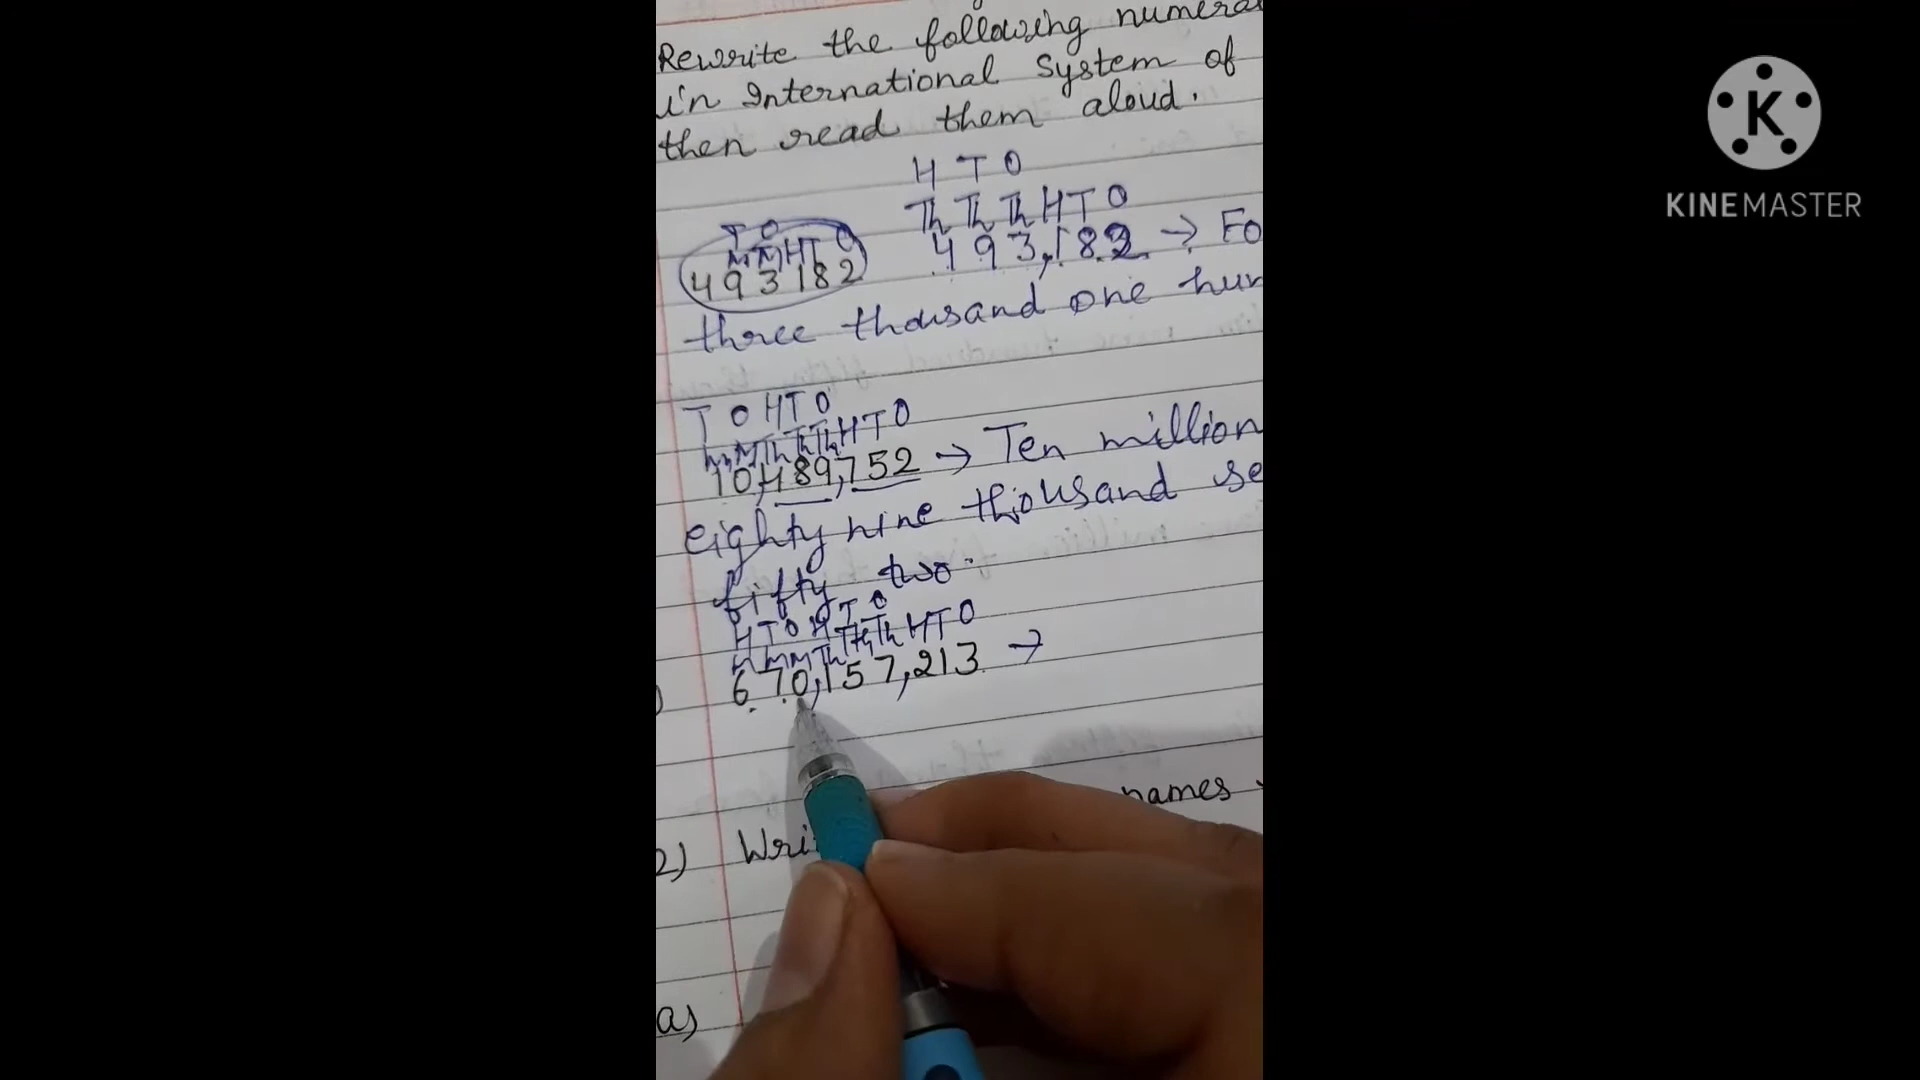 Rewrite the following numera
in International System of
then read them aloud.
H T O
Th Th Th H T O
T O
M M H T O
493182
493,182 → Fo
three thousand one hun
T O H T O
M M Th Th Th H T O
10,489,752 → Ten million
eighty nine thousand se
fifty two.
H T O H T O
M M M Th Th Th H T O
670,157,213 →
names
2) Wri
a)
K
KINEMASTER